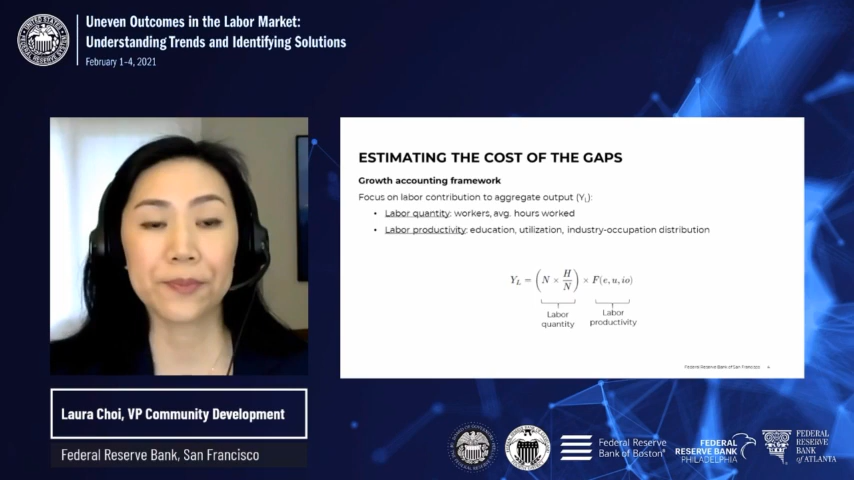 Uneven Outcomes in the Labor Market:
Understanding Trends and Identifying Solutions
February 1-4, 2021
ESTIMATING THE COST OF THE GAPS
Growth accounting framework
Focus on labor contribution to aggregate output (Y_L):
• Labor quantity: workers, avg. hours worked
• Labor productivity: education, utilization, industry-occupation distribution
Y_L = (N × H/N) × F(e, u, io)
Labor quantity
Labor productivity
Federal Reserve Bank of San Francisco 4
Laura Choi, VP Community Development
Federal Reserve Bank, San Francisco
Federal Reserve
Bank of Boston
FEDERAL
RESERVE BANK
PHILADELPHIA
FEDERAL
RESERVE
BANK
of ATLANTA